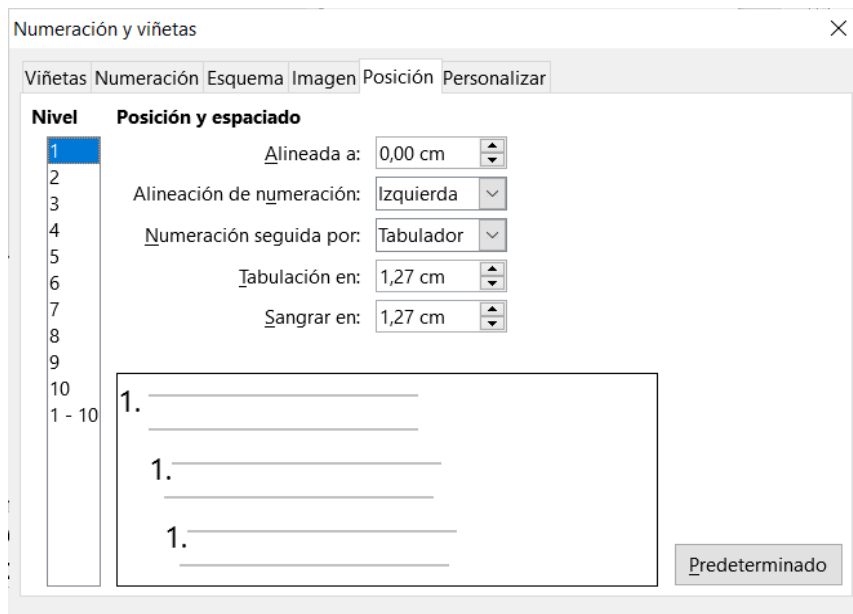 Numeración y viñetas
Viñetas Numeración Esquema Imagen Posición Personalizar
Nivel Posición y espaciado
1
2
3
4
5
6
7
8
9
10
1 - 10
Alineada a: 0,00 cm
Alineación de numeración: Izquierda
Numeración seguida por: Tabulador
Tabulación en: 1,27 cm
Sangrar en: 1,27 cm
1.
1.
1.
Predeterminado